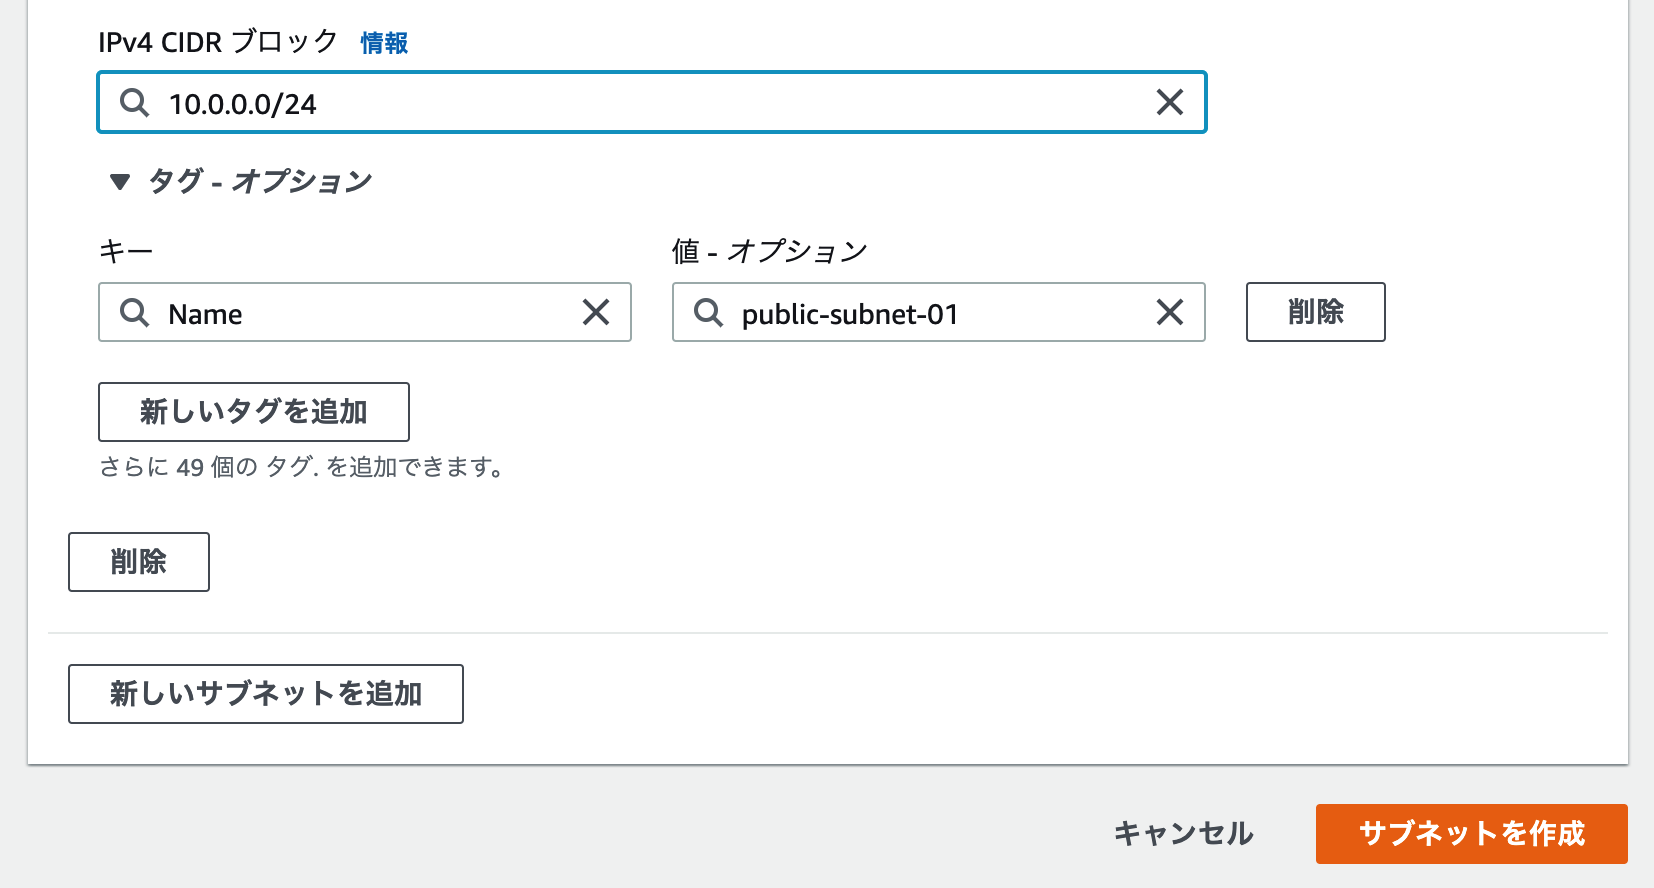 IPv4 CIDR ブロック 情報
10.0.0.0/24
タグ - オプション
キー 値 - オプション
Name public-subnet-01 削除
新しいタグを追加
さらに 49 個の タグ. を追加できます。
削除
新しいサブネットを追加
キャンセル サブネットを作成